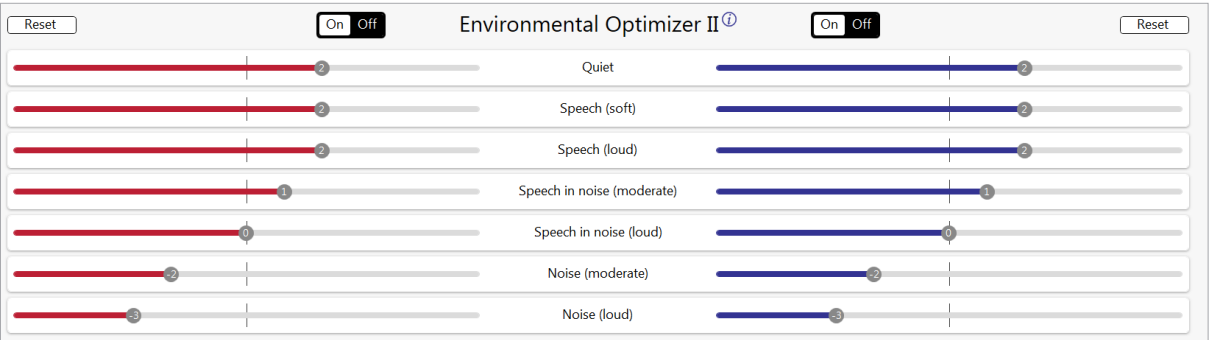 Reset On Off Environmental Optimizer II i On Off Reset
2 Quiet 2
2 Speech (soft) 2
2 Speech (loud) 2
1 Speech in noise (moderate) 1
0 Speech in noise (loud) 0
-2 Noise (moderate) -2
-3 Noise (loud) -3